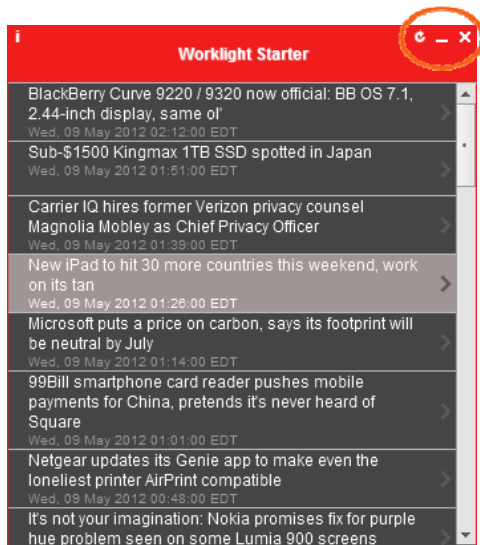 i
Worklight Starter
BlackBerry Curve 9220 / 9320 now official: BB OS 7.1,
2.44-inch display, same ol'
Wed, 09 May 2012 02:12:00 EDT
Sub-$1500 Kingmax 1TB SSD spotted in Japan
Wed, 09 May 2012 01:51:00 EDT
Carrier IQ hires former Verizon privacy counsel
Magnolia Mobley as Chief Privacy Officer
Wed, 09 May 2012 01:39:00 EDT
New iPad to hit 30 more countries this weekend, work
on its tan
Wed, 09 May 2012 01:26:00 EDT
Microsoft puts a price on carbon, says its footprint will
be neutral by July
Wed, 09 May 2012 01:14:00 EDT
99Bill smartphone card reader pushes mobile
payments for China, pretends it's never heard of
Square
Wed, 09 May 2012 01:01:00 EDT
Netgear updates its Genie app to make even the
loneliest printer AirPrint compatible
Wed, 09 May 2012 00:48:00 EDT
It's not your imagination: Nokia promises fix for purple
hue problem seen on some Lumia 900 screens